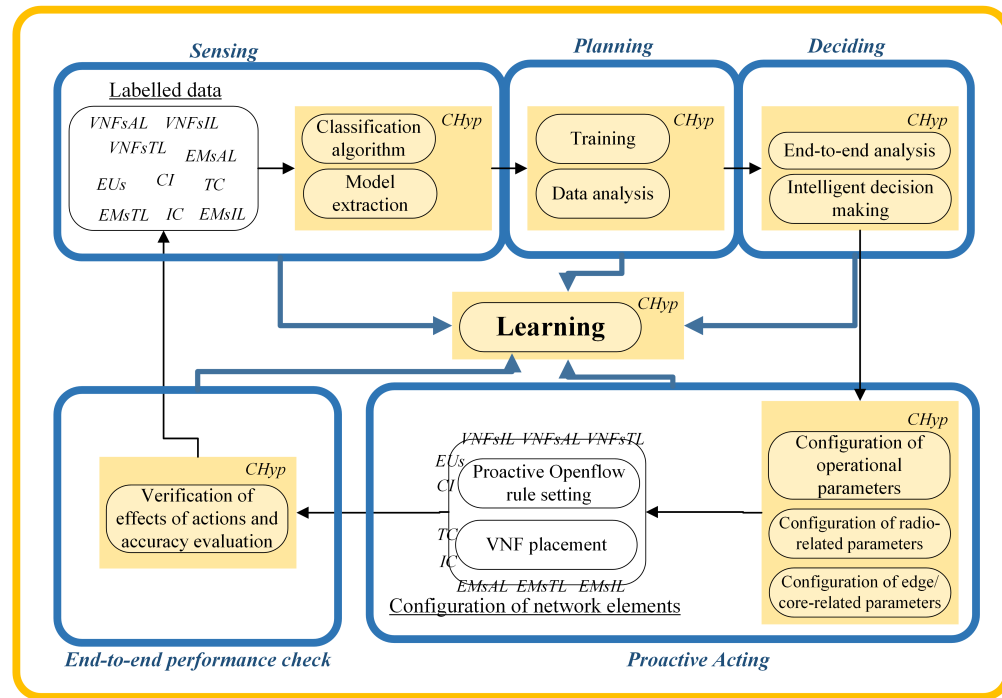 Sensing
Planning
Deciding
Labelled data
VNFsAL VNFsIL
VNFsTL
EMsAL
EUs CI TC
EMsTL IC EMsIL
CHyp
Classification
algorithm
Model
extraction
CHyp
Training
Data analysis
CHyp
End-to-end analysis
Intelligent decision
making
CHyp
Learning
CHyp
Verification of
effects of actions and
accuracy evaluation
VNFsIL VNFsAL VNFsTL
EUs
CI
Proactive Openflow
rule setting
TC
IC
VNF placement
EMsAL EMsTL EMsIL
Configuration of network elements
CHyp
Configuration of
operational
parameters
Configuration of radio-
related parameters
Configuration of edge/
core-related parameters
End-to-end performance check
Proactive Acting